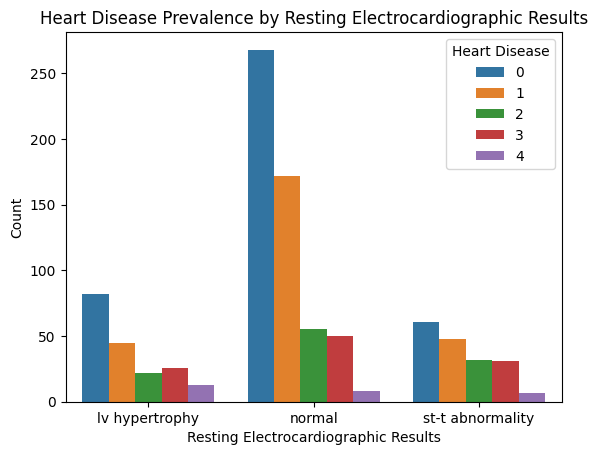 Heart Disease Prevalence by Resting Electrocardiographic Results
Heart Disease
0
1
2
3
4
Count
250
200
150
100
50
0
lv hypertrophy
normal
st-t abnormality
Resting Electrocardiographic Results